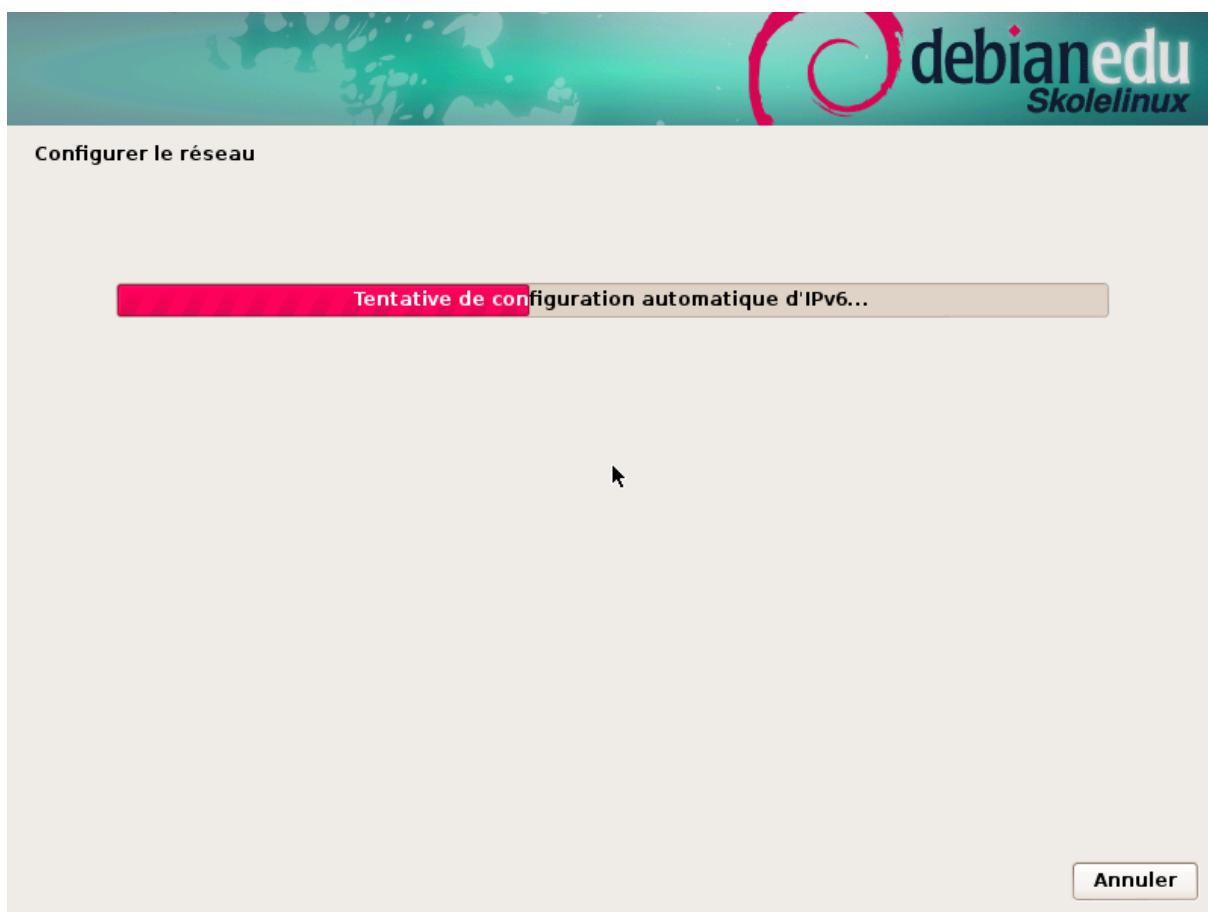 debianedu
Skolelinux
Configurer le réseau
Tentative de configuration automatique d'IPv6...
Annuler